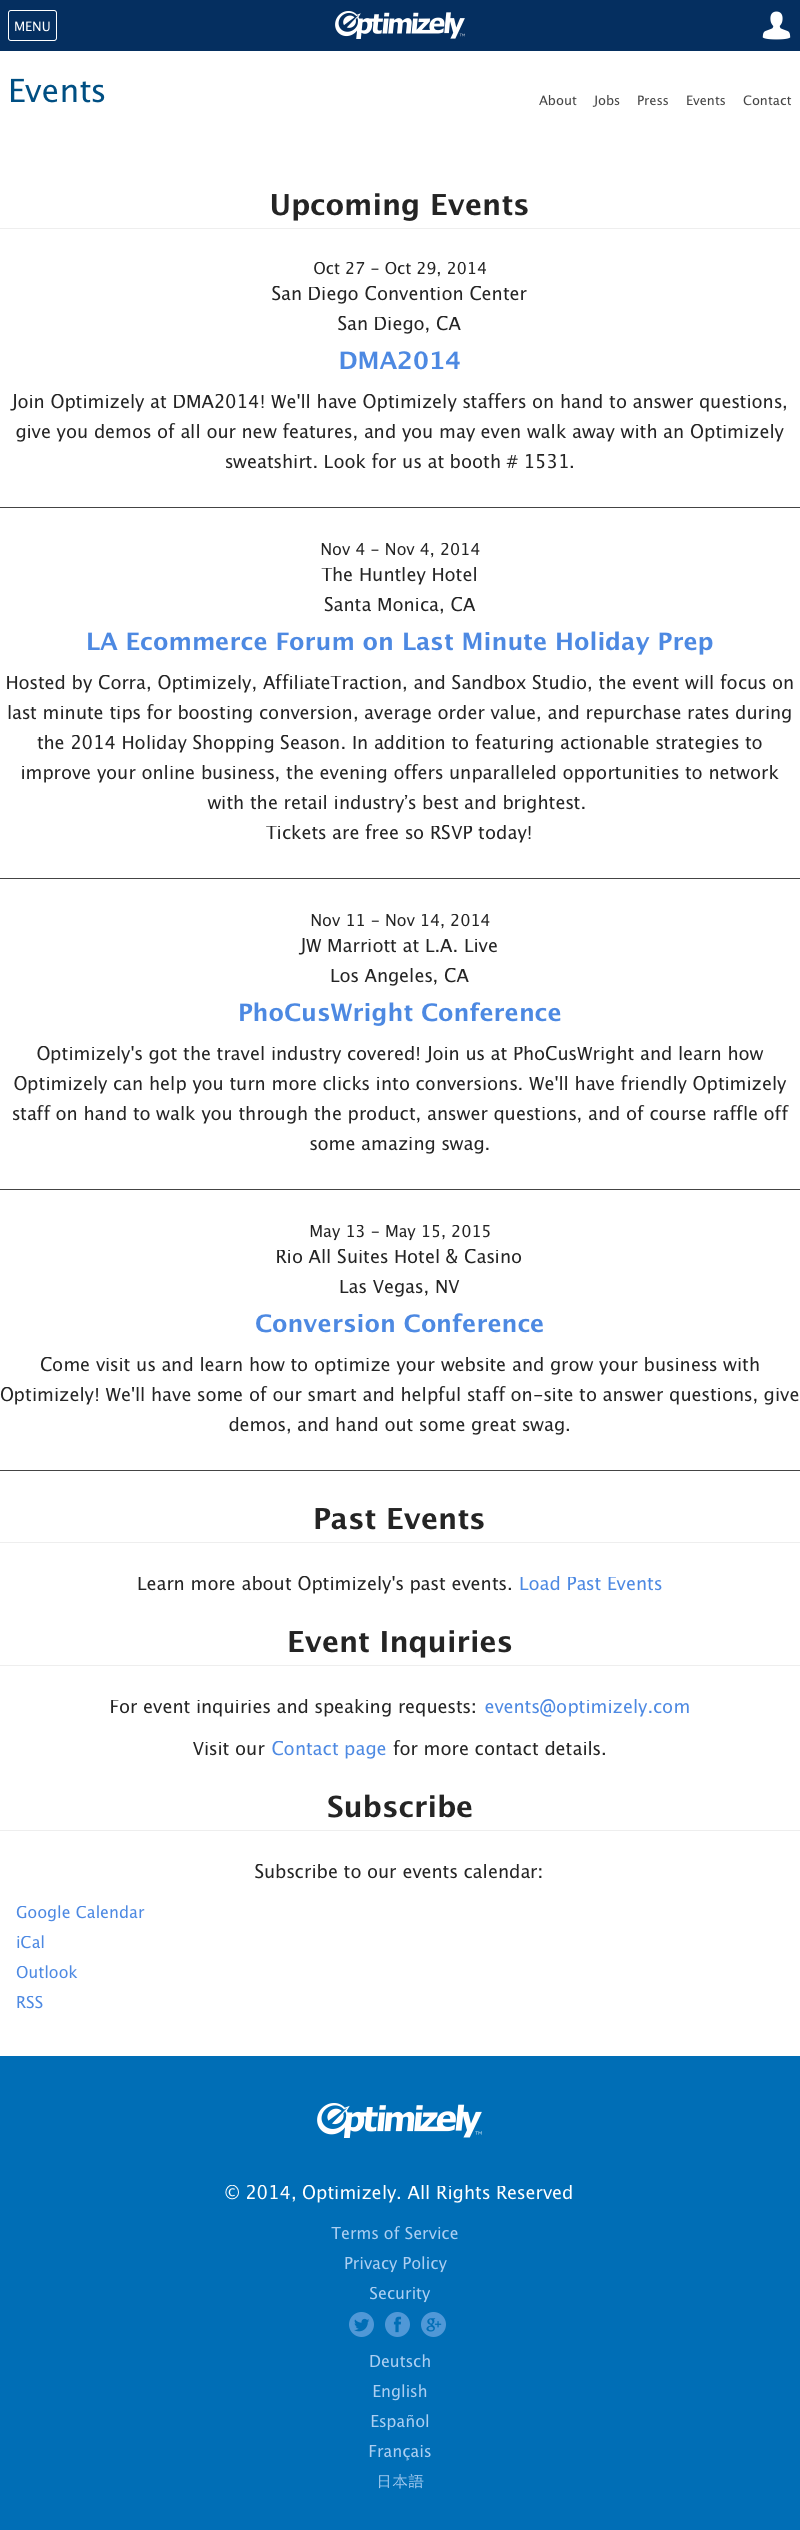 MENU
Optimizely™
Events
About Jobs Press Events Contact
Upcoming Events
Oct 27 - Oct 29, 2014
San Diego Convention Center
San Diego, CA
DMA2014
Join Optimizely at DMA2014! We'll have Optimizely staffers on hand to answer questions,
give you demos of all our new features, and you may even walk away with an Optimizely
sweatshirt. Look for us at booth # 1531.
Nov 4 - Nov 4, 2014
The Huntley Hotel
Santa Monica, CA
LA Ecommerce Forum on Last Minute Holiday Prep
Hosted by Corra, Optimizely, AffiliateTraction, and Sandbox Studio, the event will focus on
last minute tips for boosting conversion, average order value, and repurchase rates during
the 2014 Holiday Shopping Season. In addition to featuring actionable strategies to
improve your online business, the evening offers unparalleled opportunities to network
with the retail industry’s best and brightest.
Tickets are free so RSVP today!
Nov 11 - Nov 14, 2014
JW Marriott at L.A. Live
Los Angeles, CA
PhoCusWright Conference
Optimizely's got the travel industry covered! Join us at PhoCusWright and learn how
Optimizely can help you turn more clicks into conversions. We'll have friendly Optimizely
staff on hand to walk you through the product, answer questions, and of course raffle off
some amazing swag.
May 13 - May 15, 2015
Rio All Suites Hotel & Casino
Las Vegas, NV
Conversion Conference
Come visit us and learn how to optimize your website and grow your business with
Optimizely! We'll have some of our smart and helpful staff on-site to answer questions, give
demos, and hand out some great swag.
Past Events
Learn more about Optimizely's past events. Load Past Events
Event Inquiries
For event inquiries and speaking requests: events@optimizely.com
Visit our Contact page for more contact details.
Subscribe
Subscribe to our events calendar:
Google Calendar
iCal
Outlook
RSS
Optimizely™
© 2014, Optimizely. All Rights Reserved
Terms of Service
Privacy Policy
Security
Deutsch
English
Español
Français
日本語